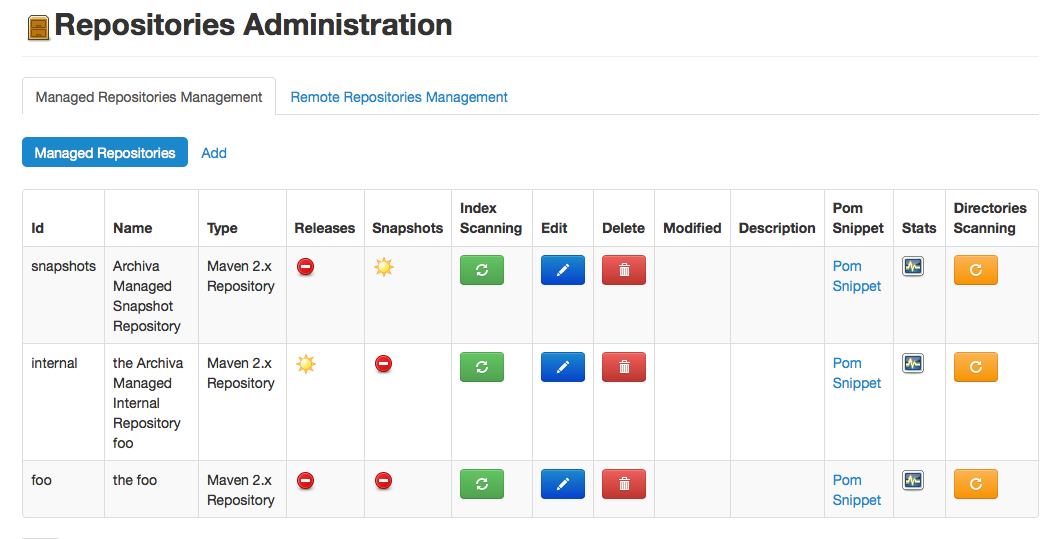 Repositories Administration
Managed Repositories Management Remote Repositories Management
Managed Repositories Add
Id Name Type Releases Snapshots Index Scanning Edit Delete Modified Description Pom Snippet Stats Directories Scanning
snapshots Archiva Managed Snapshot Repository Maven 2.x Repository Pom Snippet
internal the Archiva Managed Internal Repository foo Maven 2.x Repository Pom Snippet
foo the foo Maven 2.x Repository Pom Snippet